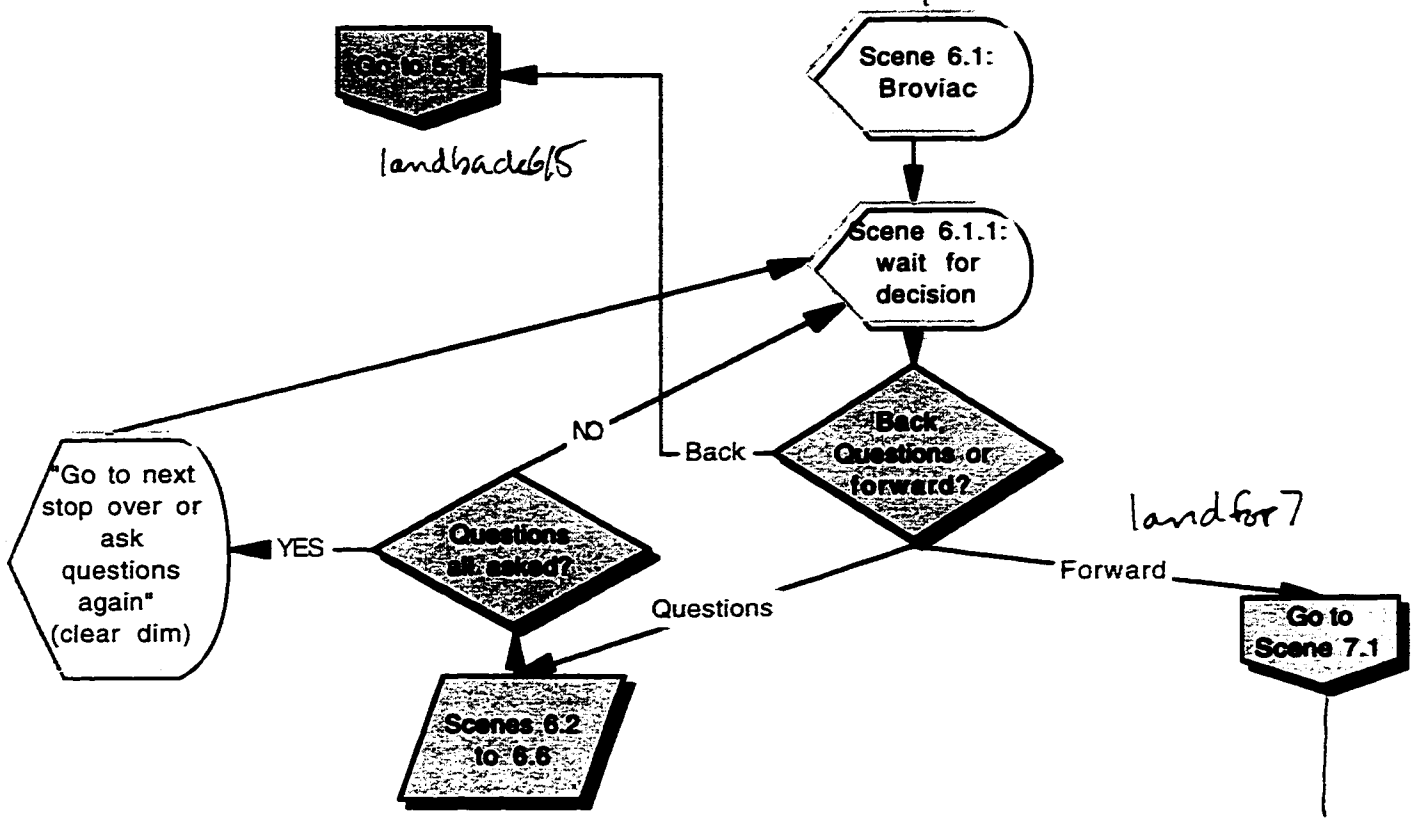 Go to 5.1
Scene 6.1:
Broviac
landback6/5
Scene 6.1.1:
wait for
decision
NO
Back
Back,
Questions or
forward?
"Go to next
stop over or
ask
questions
again"
(clear dim)
YES
Questions
all asked?
landfor7
Forward
Questions
Go to
Scene 7.1
Scenes 6.2
to 6.6